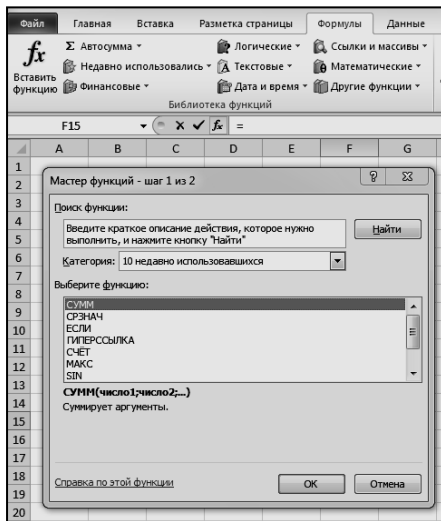 Файл Главная Вставка Разметка страницы Формулы Данные
fx Вставить функцию
Σ Автосумма
Недавно использовались
Финансовые
Логические
Текстовые
Дата и время
Ссылки и массивы
Математические
Другие функции
Библиотека функций
F15 fx =
A B C D E F G
1
2
3
4
5
6
7
8
9
10
11
12
13
14
15
16
17
18
19
20
Мастер функций - шаг 1 из 2
Поиск функции:
Введите краткое описание действия, которое нужно
выполнить, и нажмите кнопку "Найти"
Найти
Категория: 10 недавно использовавшихся
Выберите функцию:
СУММ
СРЗНАЧ
ЕСЛИ
ГИПЕРССЫЛКА
СЧЁТ
МАКС
SIN
СУММ(число1;число2;...)
Суммирует аргументы.
Справка по этой функции
ОК Отмена